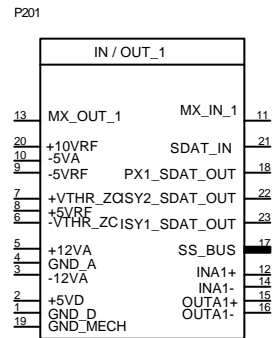 P201
IN / OUT_1
13 MX_OUT_1 MX_IN_1 11
20 +10VRF SDAT_IN 21
10 -5VA
9 -5VRF PX1_SDAT_OUT 18
7 +VTHR_ZC ISY2_SDAT_OUT 22
8 +5VRF
6 -VTHR_ZC ISY1_SDAT_OUT 23
5 +12VA SS_BUS 17
4 GND_A
3 -12VA INA1+ 12
INA1- 14
2 +5VD OUTA1+ 15
1 GND_D OUTA1- 16
19 GND_MECH